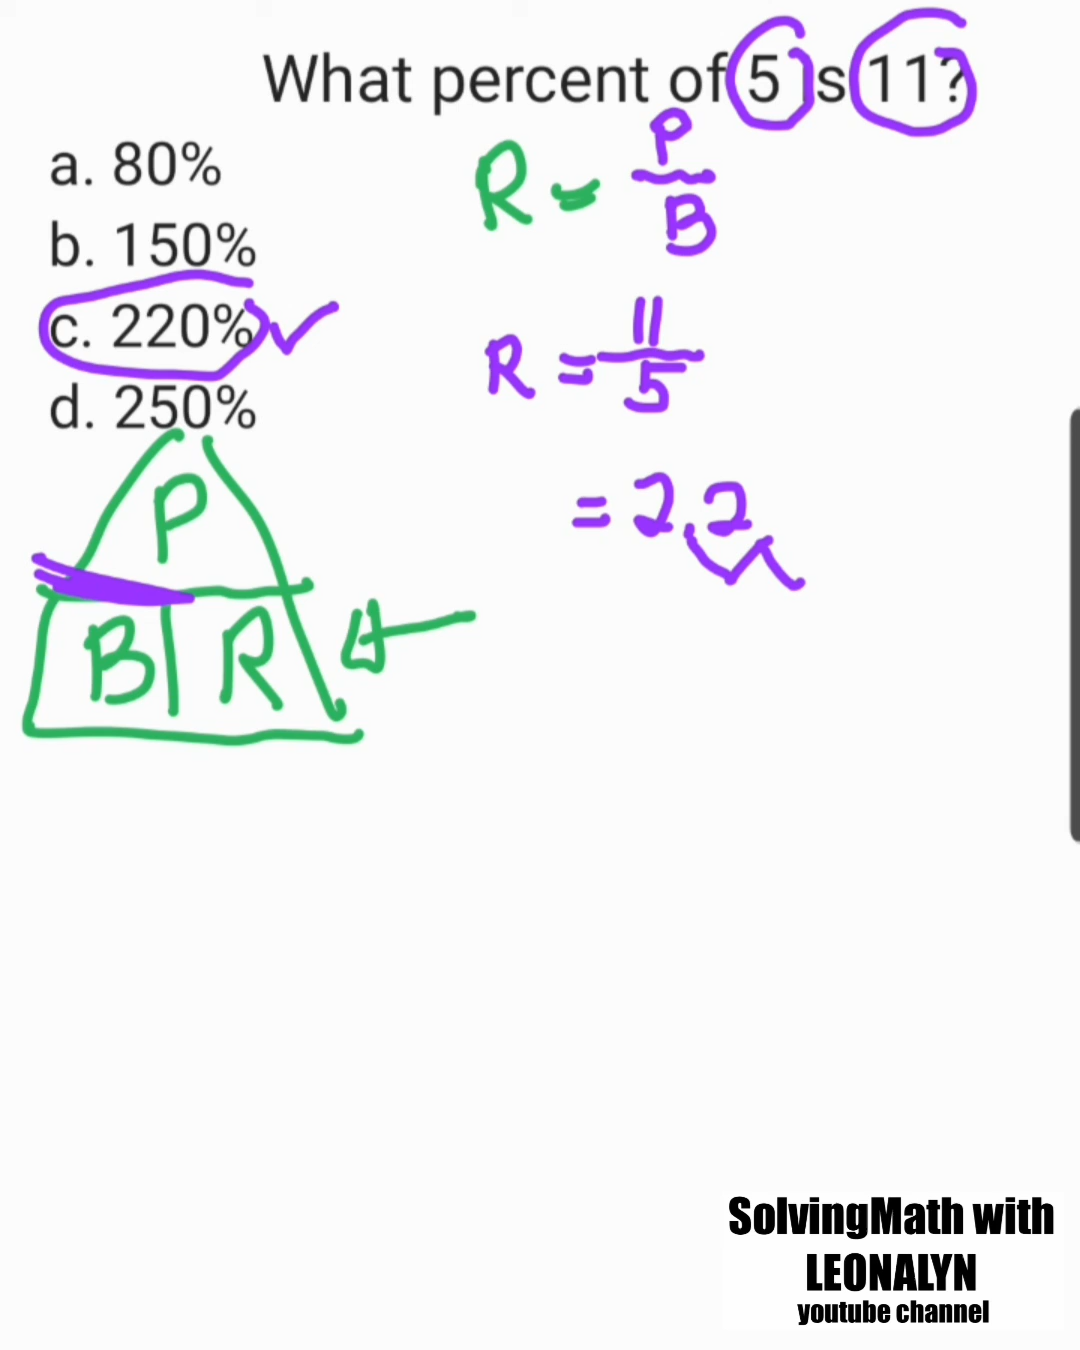 What percent of 5 is 11?
a. 80%
b. 150%
c. 220%
d. 250%
R = P/B
R = 11/5
= 2.2
P
B R
SolvingMath with
LEONALYN
youtube channel